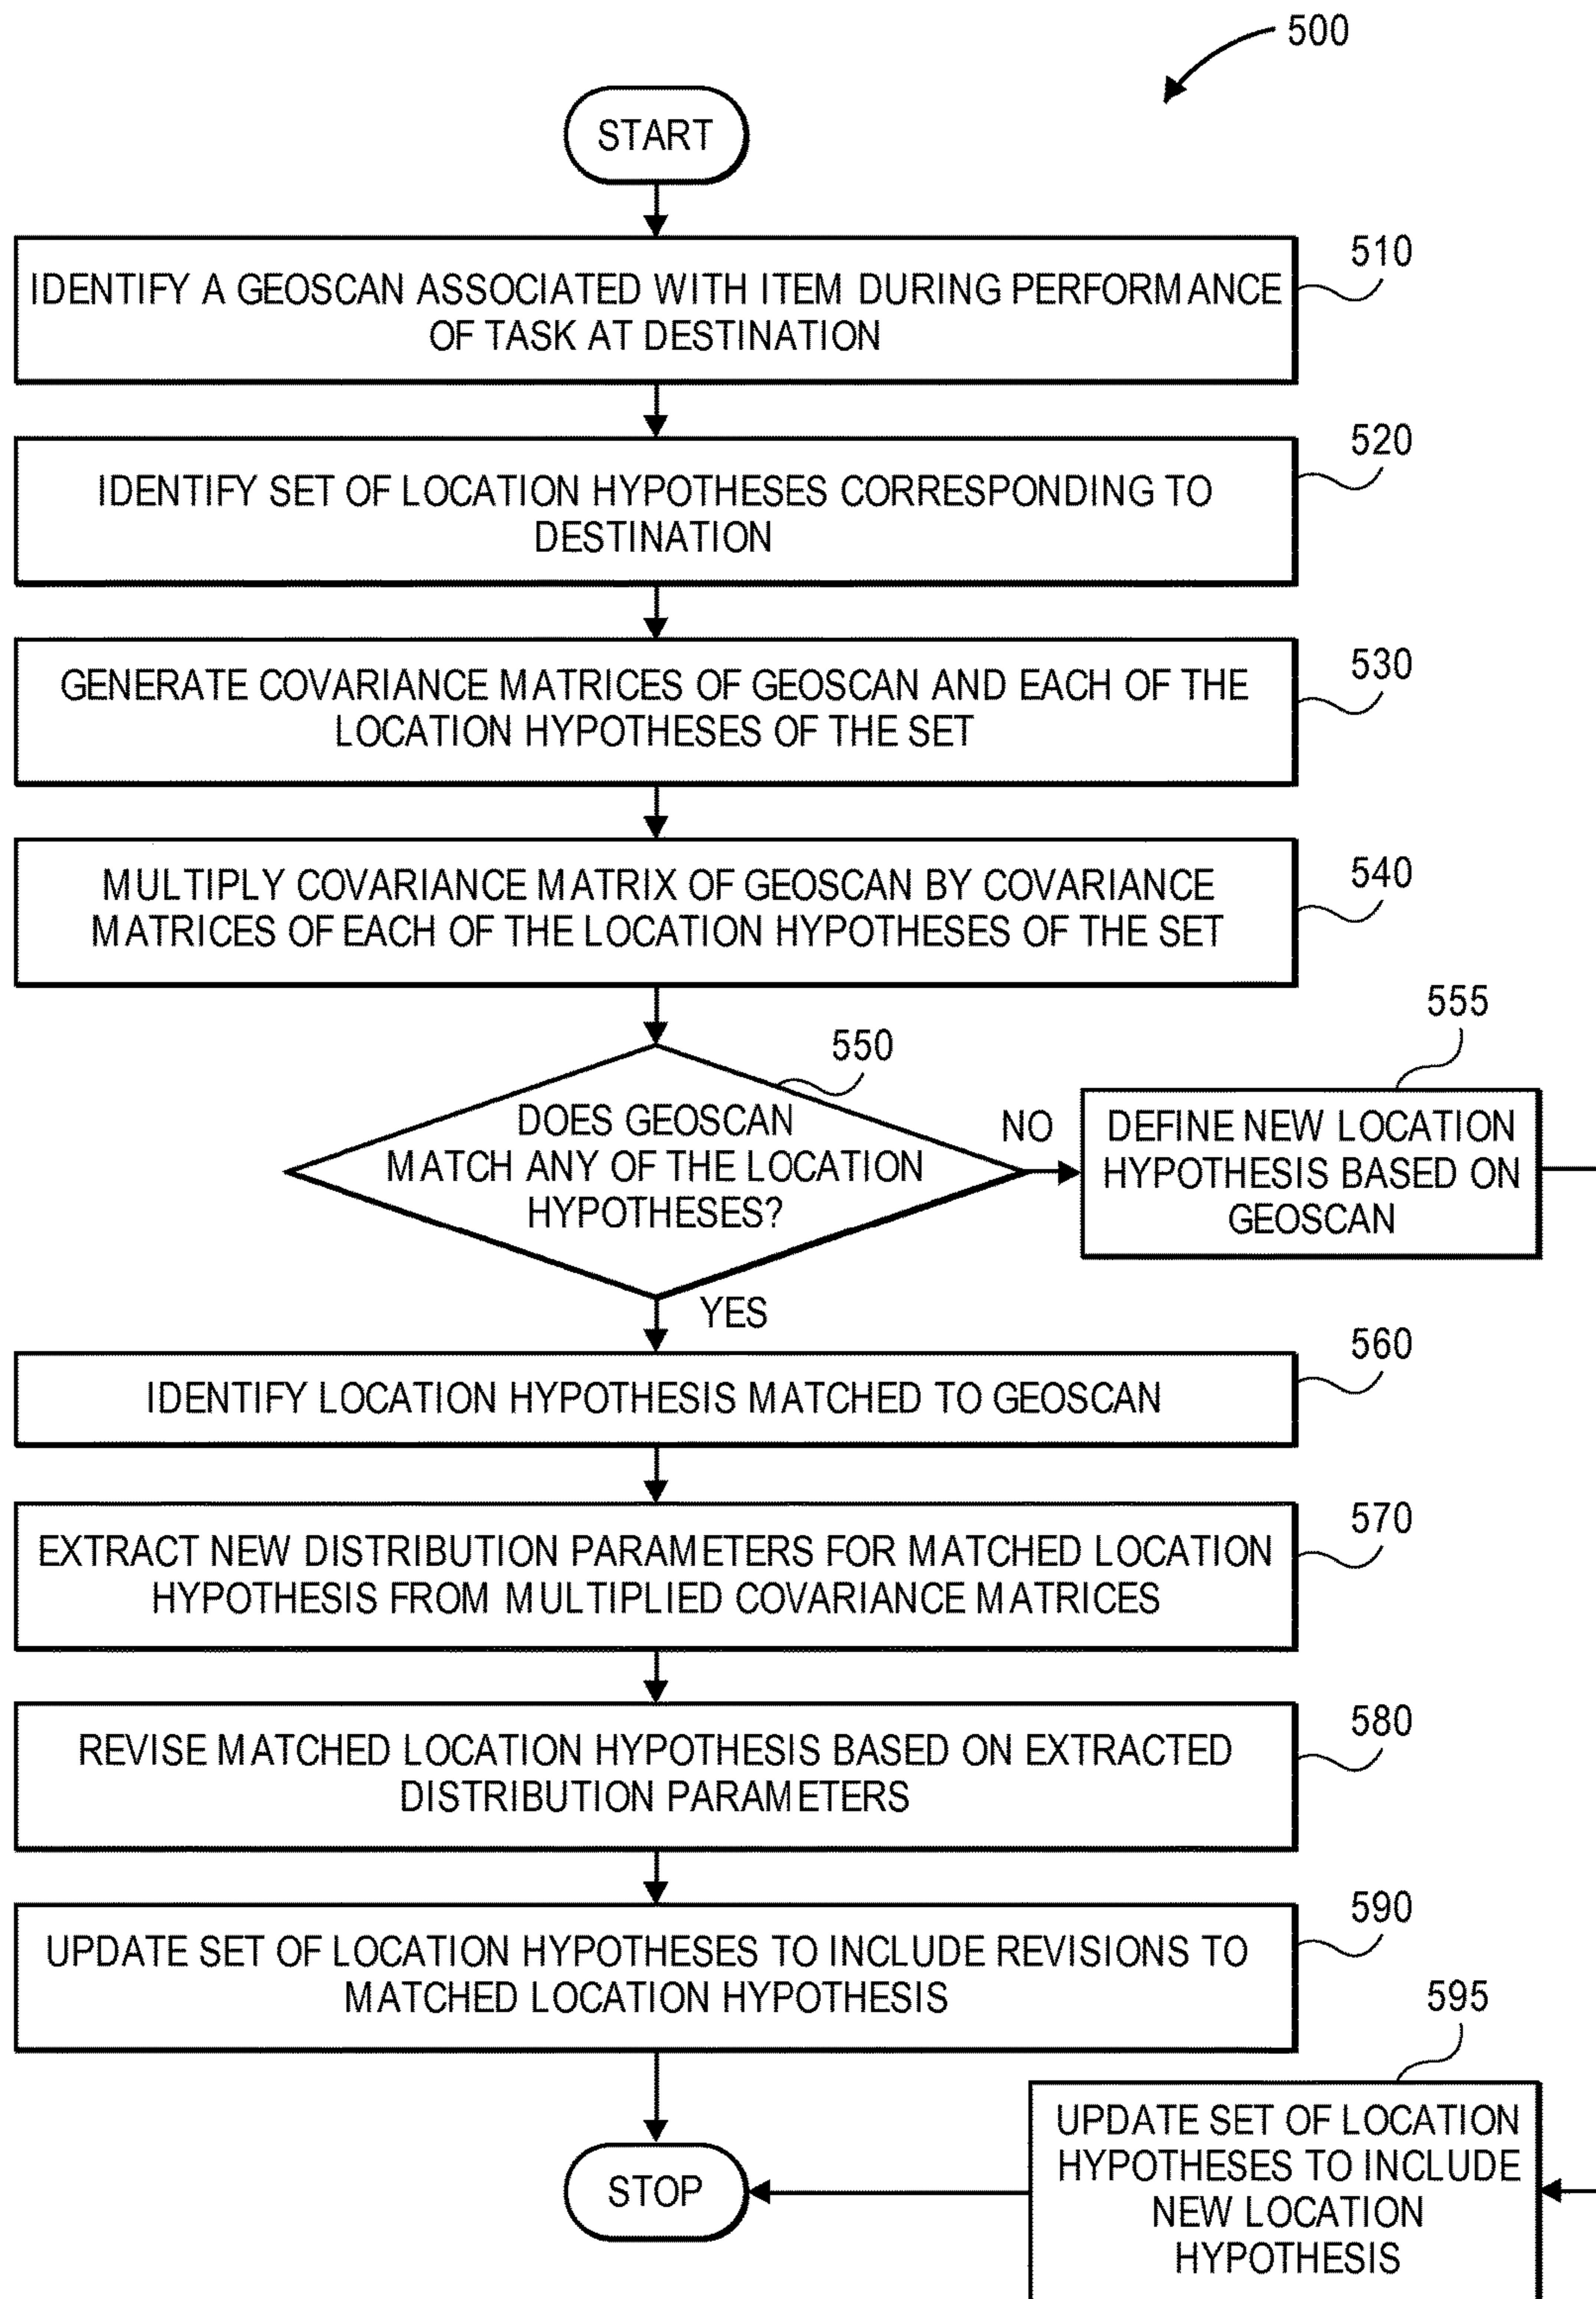 500
START
510
IDENTIFY A GEOSCAN ASSOCIATED WITH ITEM DURING PERFORMANCE
OF TASK AT DESTINATION
520
IDENTIFY SET OF LOCATION HYPOTHESES CORRESPONDING TO
DESTINATION
530
GENERATE COVARIANCE MATRICES OF GEOSCAN AND EACH OF THE
LOCATION HYPOTHESES OF THE SET
540
MULTIPLY COVARIANCE MATRIX OF GEOSCAN BY COVARIANCE
MATRICES OF EACH OF THE LOCATION HYPOTHESES OF THE SET
550
DOES GEOSCAN
MATCH ANY OF THE LOCATION
HYPOTHESES?
NO
555
DEFINE NEW LOCATION
HYPOTHESIS BASED ON
GEOSCAN
YES
560
IDENTIFY LOCATION HYPOTHESIS MATCHED TO GEOSCAN
570
EXTRACT NEW DISTRIBUTION PARAMETERS FOR MATCHED LOCATION
HYPOTHESIS FROM MULTIPLIED COVARIANCE MATRICES
580
REVISE MATCHED LOCATION HYPOTHESIS BASED ON EXTRACTED
DISTRIBUTION PARAMETERS
590
UPDATE SET OF LOCATION HYPOTHESES TO INCLUDE REVISIONS TO
MATCHED LOCATION HYPOTHESIS
595
UPDATE SET OF LOCATION
HYPOTHESES TO INCLUDE
NEW LOCATION
HYPOTHESIS
STOP